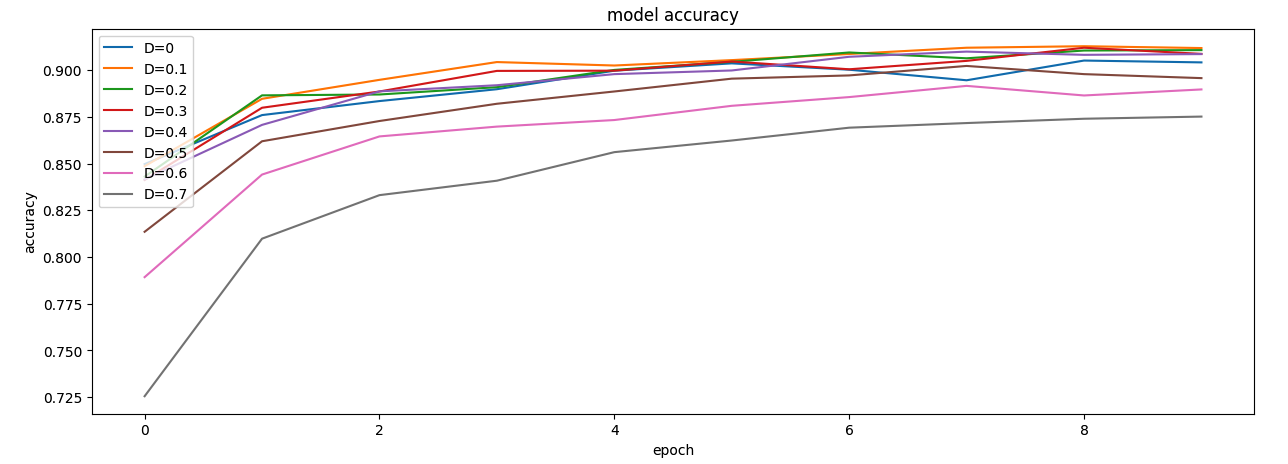 model accuracy
D=0
D=0.1
D=0.2
D=0.3
D=0.4
D=0.5
D=0.6
D=0.7
accuracy
0.900
0.875
0.850
0.825
0.800
0.775
0.750
0.725
0 2 4 6 8
epoch